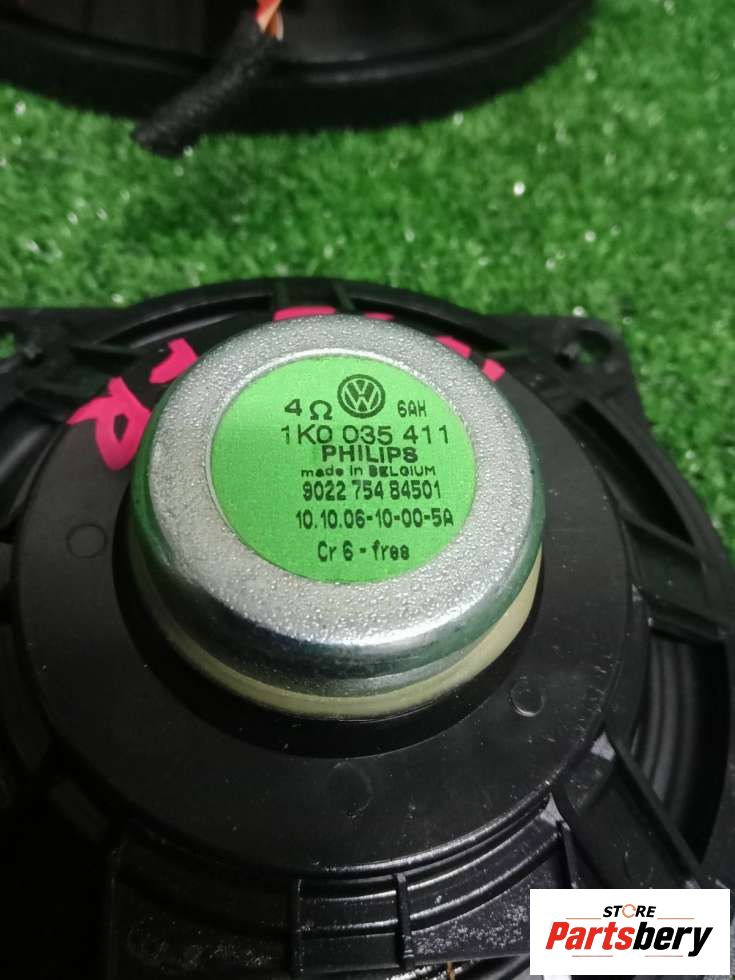 4Ω VW 6AH
1K0 035 411
PHILIPS
made in BELGIUM
9022 754 84501
10.10.06-10-00-5A
Cr 6 - free
STORE
Partsbery